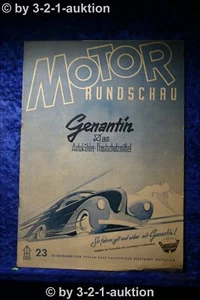 © by 3-2-1-auktion
MOTOR
RUNDSCHAU
Genantin
Das
Autokühler-Frostschutzmittel
So fahren gut und sicher mit Genantin!
23
© by 3-2-1-auktion